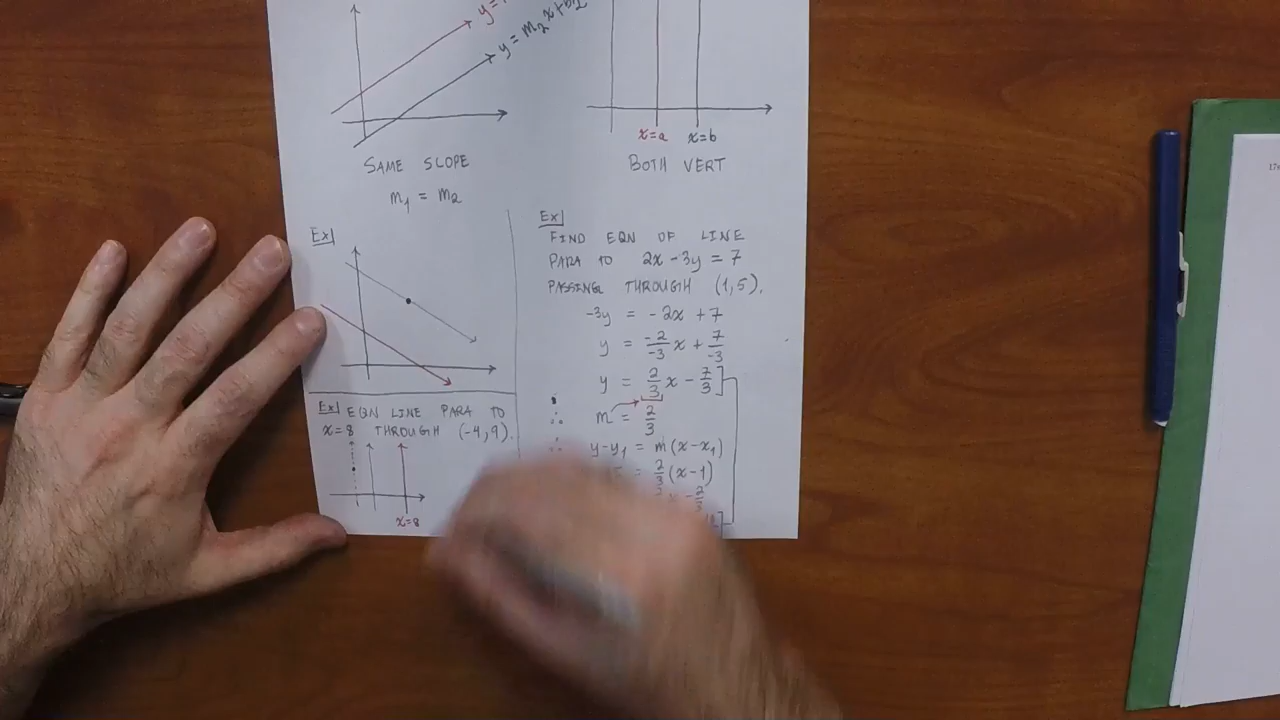 y = m₂x+b₂
x=a x=b
SAME SLOPE
m₁ = m₂
BOTH VERT
Ex
Ex
FIND EQN OF LINE
PARA TO 2x - 3y = 7
PASSING THROUGH (1,5).
-3y = -2x + 7
y = -2/-3 x + 7/-3
y = 2/3 x - 7/3
∴ m = 2/3
y-y₁ = m(x-x₁)
= 2/3 (x-1)
Ex EQN LINE PARA TO
x=8 THROUGH (-4,9).
x=8